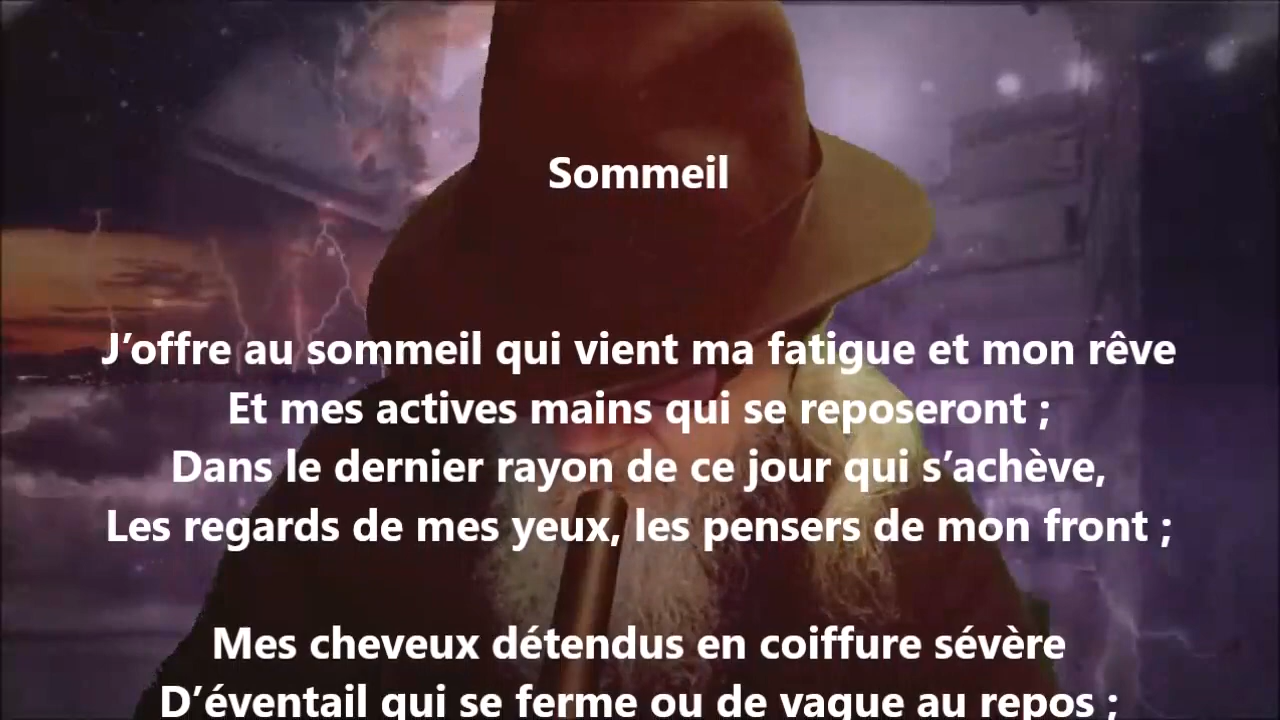 Sommeil
J’offre au sommeil qui vient ma fatigue et mon rêve
Et mes actives mains qui se reposeront ;
Dans le dernier rayon de ce jour qui s’achève,
Les regards de mes yeux, les pensers de mon front ;
Mes cheveux détendus en coiffure sévère
D’éventail qui se ferme ou de vague au repos ;